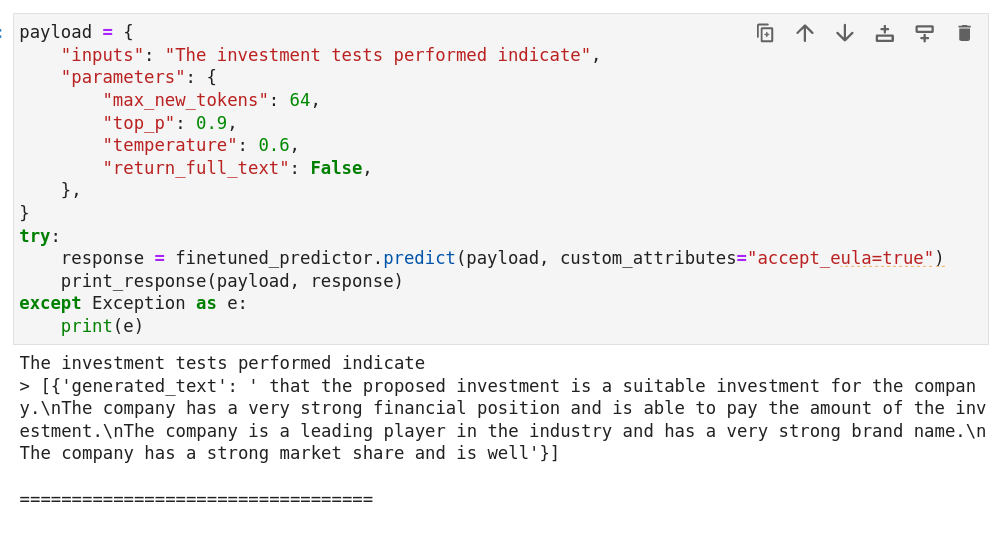 payload = {
    "inputs": "The investment tests performed indicate",
    "parameters": {
        "max_new_tokens": 64,
        "top_p": 0.9,
        "temperature": 0.6,
        "return_full_text": False,
    },
}
try:
    response = finetuned_predictor.predict(payload, custom_attributes="accept_eula=true")
    print_response(payload, response)
except Exception as e:
    print(e)
The investment tests performed indicate
> [{'generated_text': ' that the proposed investment is a suitable investment for the compan
y.\nThe company has a very strong financial position and is able to pay the amount of the inv
estment.\nThe company is a leading player in the industry and has a very strong brand name.\n
The company has a strong market share and is well'}]
==================================